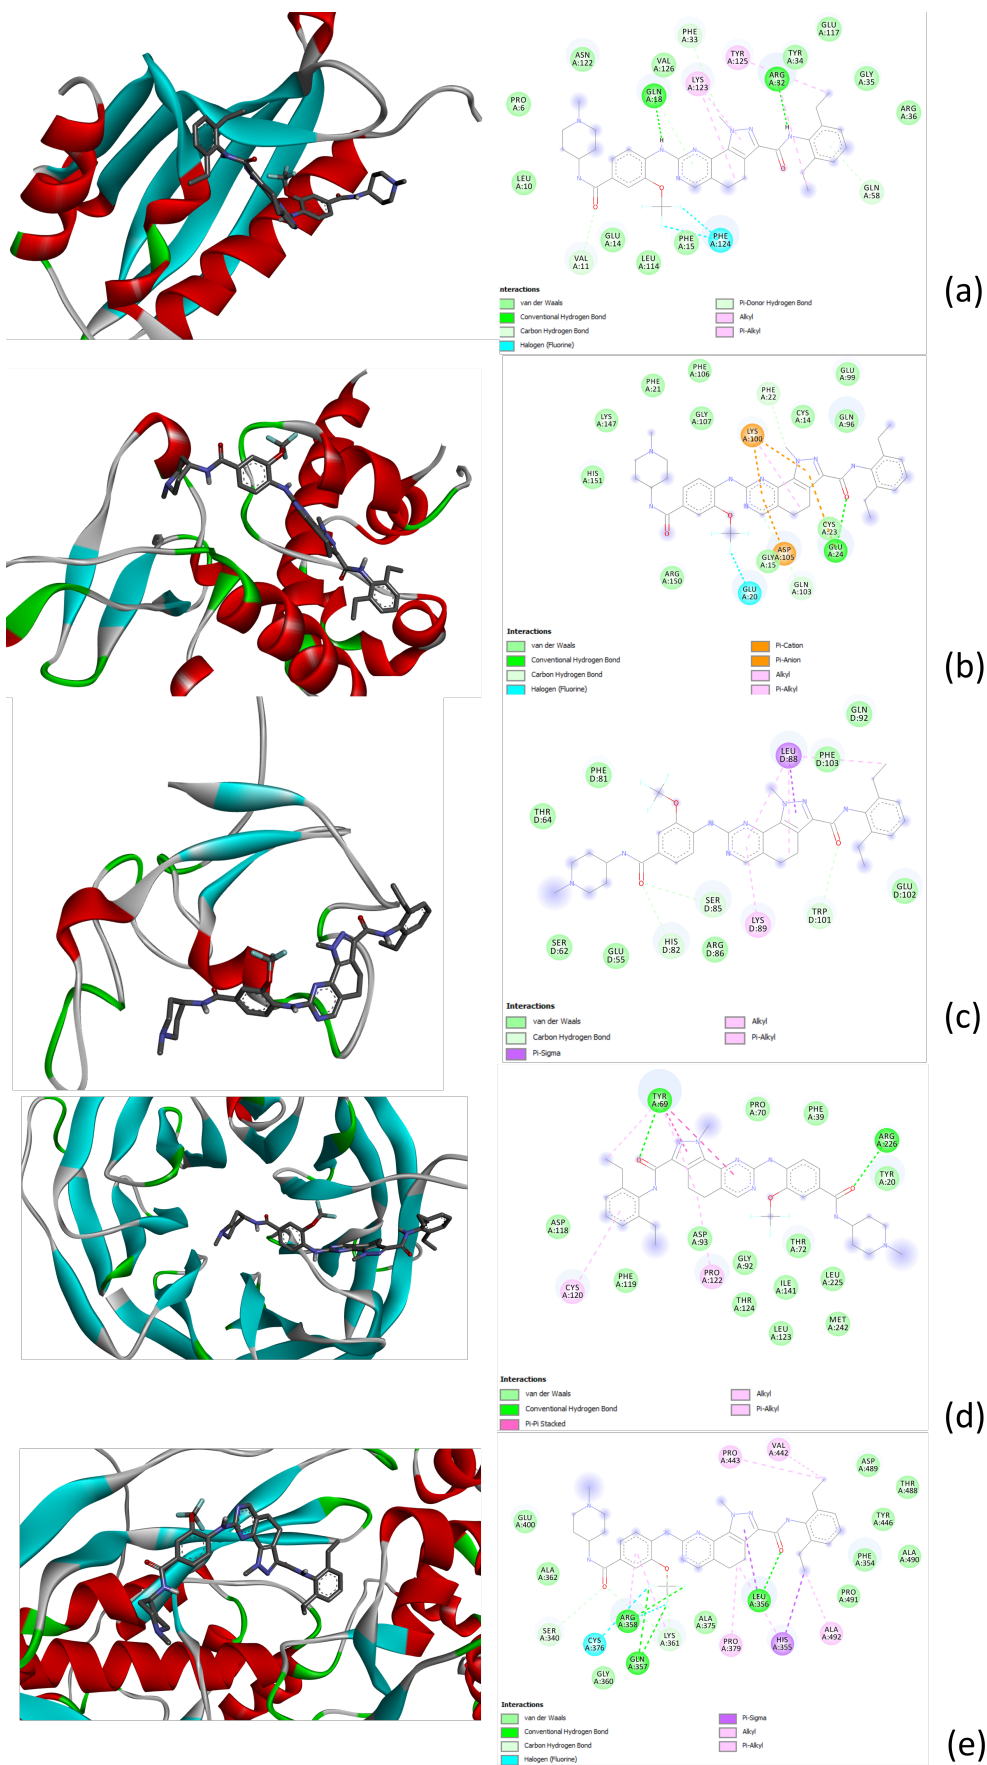 PHE
A:33
GLU
A:117
ASN
A:122
VAL
A:126
TYR
A:125
TYR
A:34
LYS
A:123
ARG
A:32
GLY
A:35
GLN
A:18
PRO
A:6
ARG
A:36
LEU
A:10
GLN
A:58
GLU
A:14
PHE
A:15
PHE
A:124
VAL
A:11
LEU
A:114
(a)
nteractions
van der Waals
Conventional Hydrogen Bond
Carbon Hydrogen Bond
Halogen (Fluorine)
Pi-Donor Hydrogen Bond
Alkyl
Pi-Alkyl
PHE
A:106
GLU
A:99
PHE
A:21
PHE
A:22
LYS
A:147
GLY
A:107
CYS
A:14
GLN
A:96
LYS
A:100
HIS
A:151
CYS
A:23
GLU
A:24
GLY
A:15
ASP
A:105
ARG
A:150
GLU
A:20
GLN
A:103
Interactions
van der Waals
Conventional Hydrogen Bond
Carbon Hydrogen Bond
Halogen (Fluorine)
Pi-Cation
Pi-Anion
Alkyl
Pi-Alkyl
(b)
GLN
D:92
LEU
D:88
PHE
D:103
PHE
D:81
THR
D:64
GLU
D:102
SER
D:85
TRP
D:101
LYS
D:89
SER
D:62
GLU
D:55
HIS
D:82
ARG
D:86
Interactions
van der Waals
Carbon Hydrogen Bond
Pi-Sigma
Alkyl
Pi-Alkyl
(c)
TYR
A:69
PRO
A:70
PHE
A:39
ARG
A:226
TYR
A:20
ASP
A:118
ASP
A:93
THR
A:72
CYS
A:120
PHE
A:119
PRO
A:122
GLY
A:92
ILE
A:141
LEU
A:225
THR
A:124
LEU
A:123
MET
A:242
Interactions
van der Waals
Conventional Hydrogen Bond
Pi-Pi Stacked
Alkyl
Pi-Alkyl
(d)
PRO
A:443
VAL
A:442
ASP
A:489
THR
A:488
GLU
A:400
TYR
A:446
PHE
A:354
ALA
A:490
ALA
A:362
PRO
A:491
LEU
A:356
ARG
A:358
ALA
A:375
SER
A:340
CYS
A:376
LYS
A:361
PRO
A:379
HIS
A:355
ALA
A:492
GLN
A:357
GLY
A:360
Interactions
van der Waals
Conventional Hydrogen Bond
Carbon Hydrogen Bond
Halogen (Fluorine)
Pi-Sigma
Alkyl
Pi-Alkyl
(e)